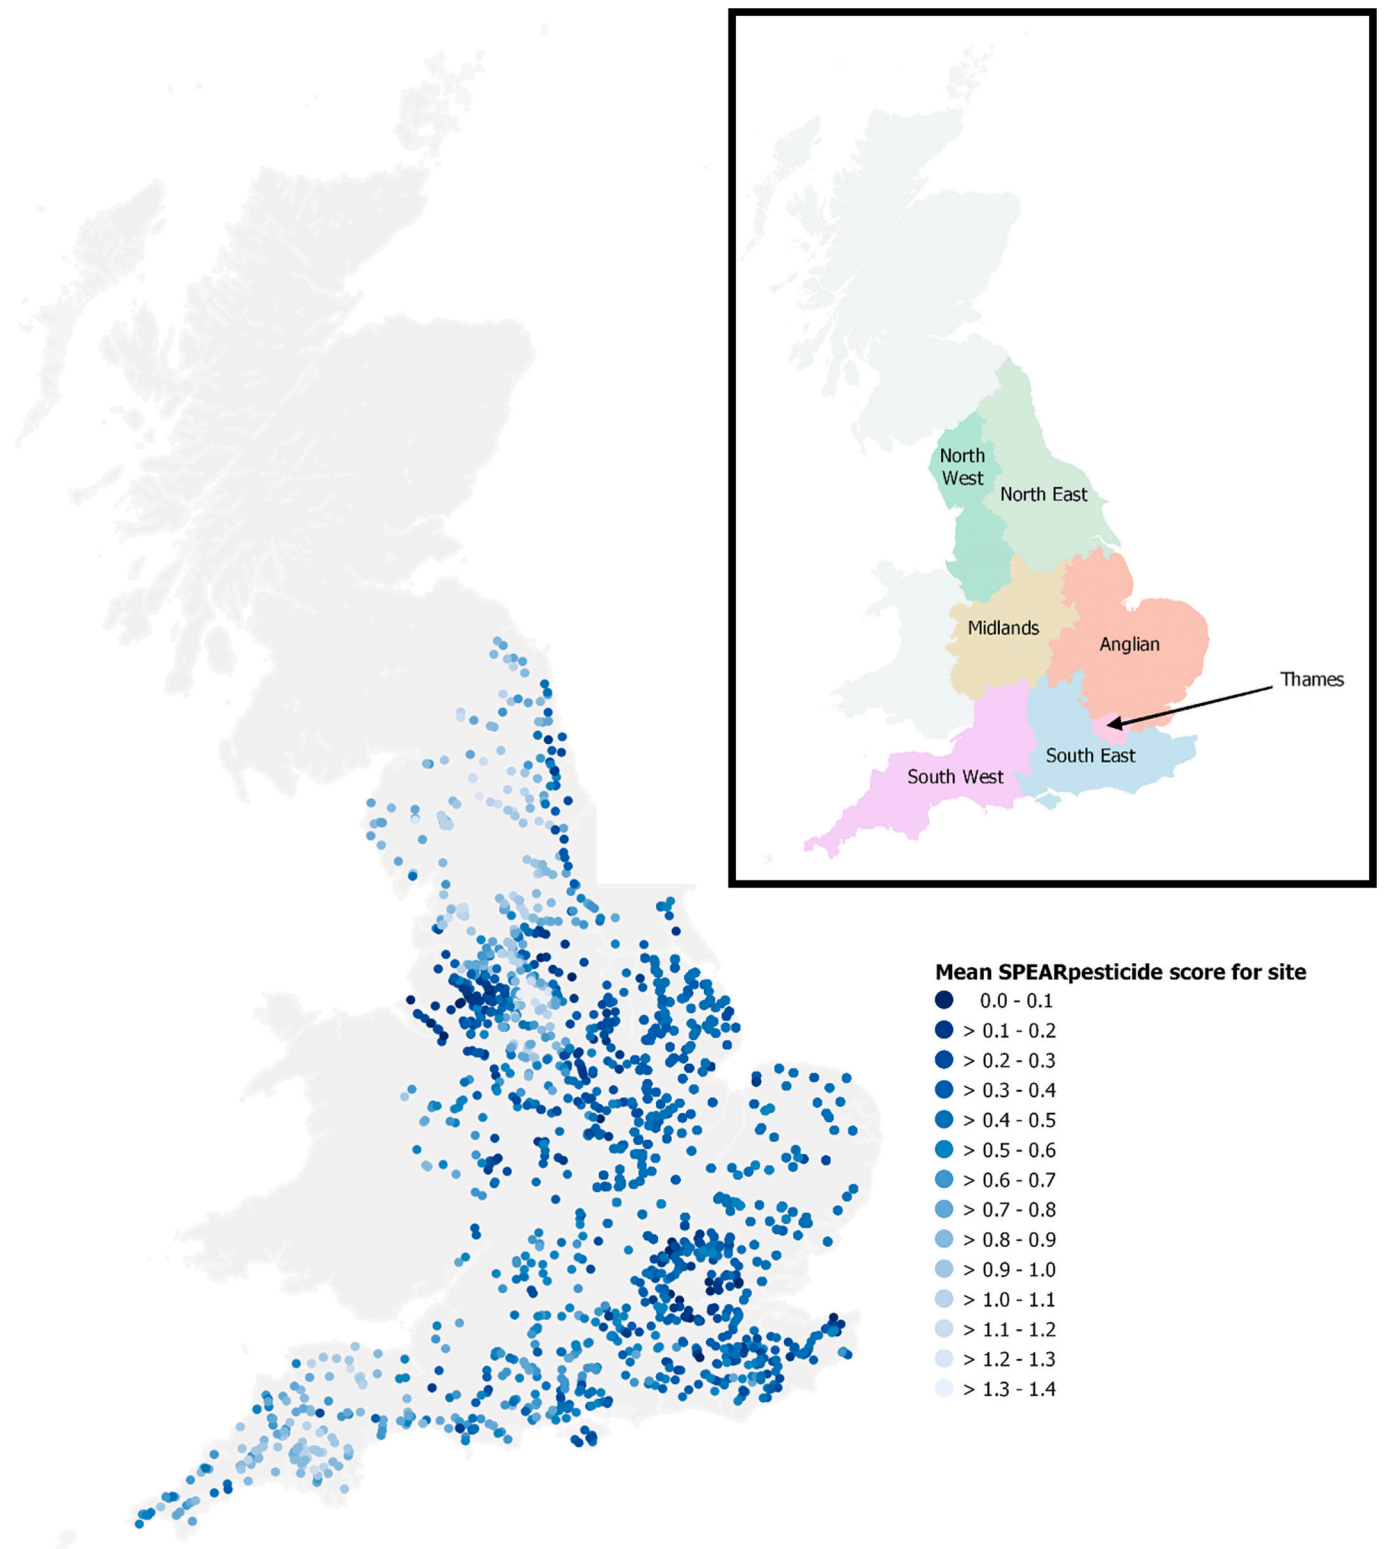 North
West
North East
Midlands
Anglian
Thames
South East
South West
Mean SPEARpesticide score for site
0.0 - 0.1
> 0.1 - 0.2
> 0.2 - 0.3
> 0.3 - 0.4
> 0.4 - 0.5
> 0.5 - 0.6
> 0.6 - 0.7
> 0.7 - 0.8
> 0.8 - 0.9
> 0.9 - 1.0
> 1.0 - 1.1
> 1.1 - 1.2
> 1.2 - 1.3
> 1.3 - 1.4